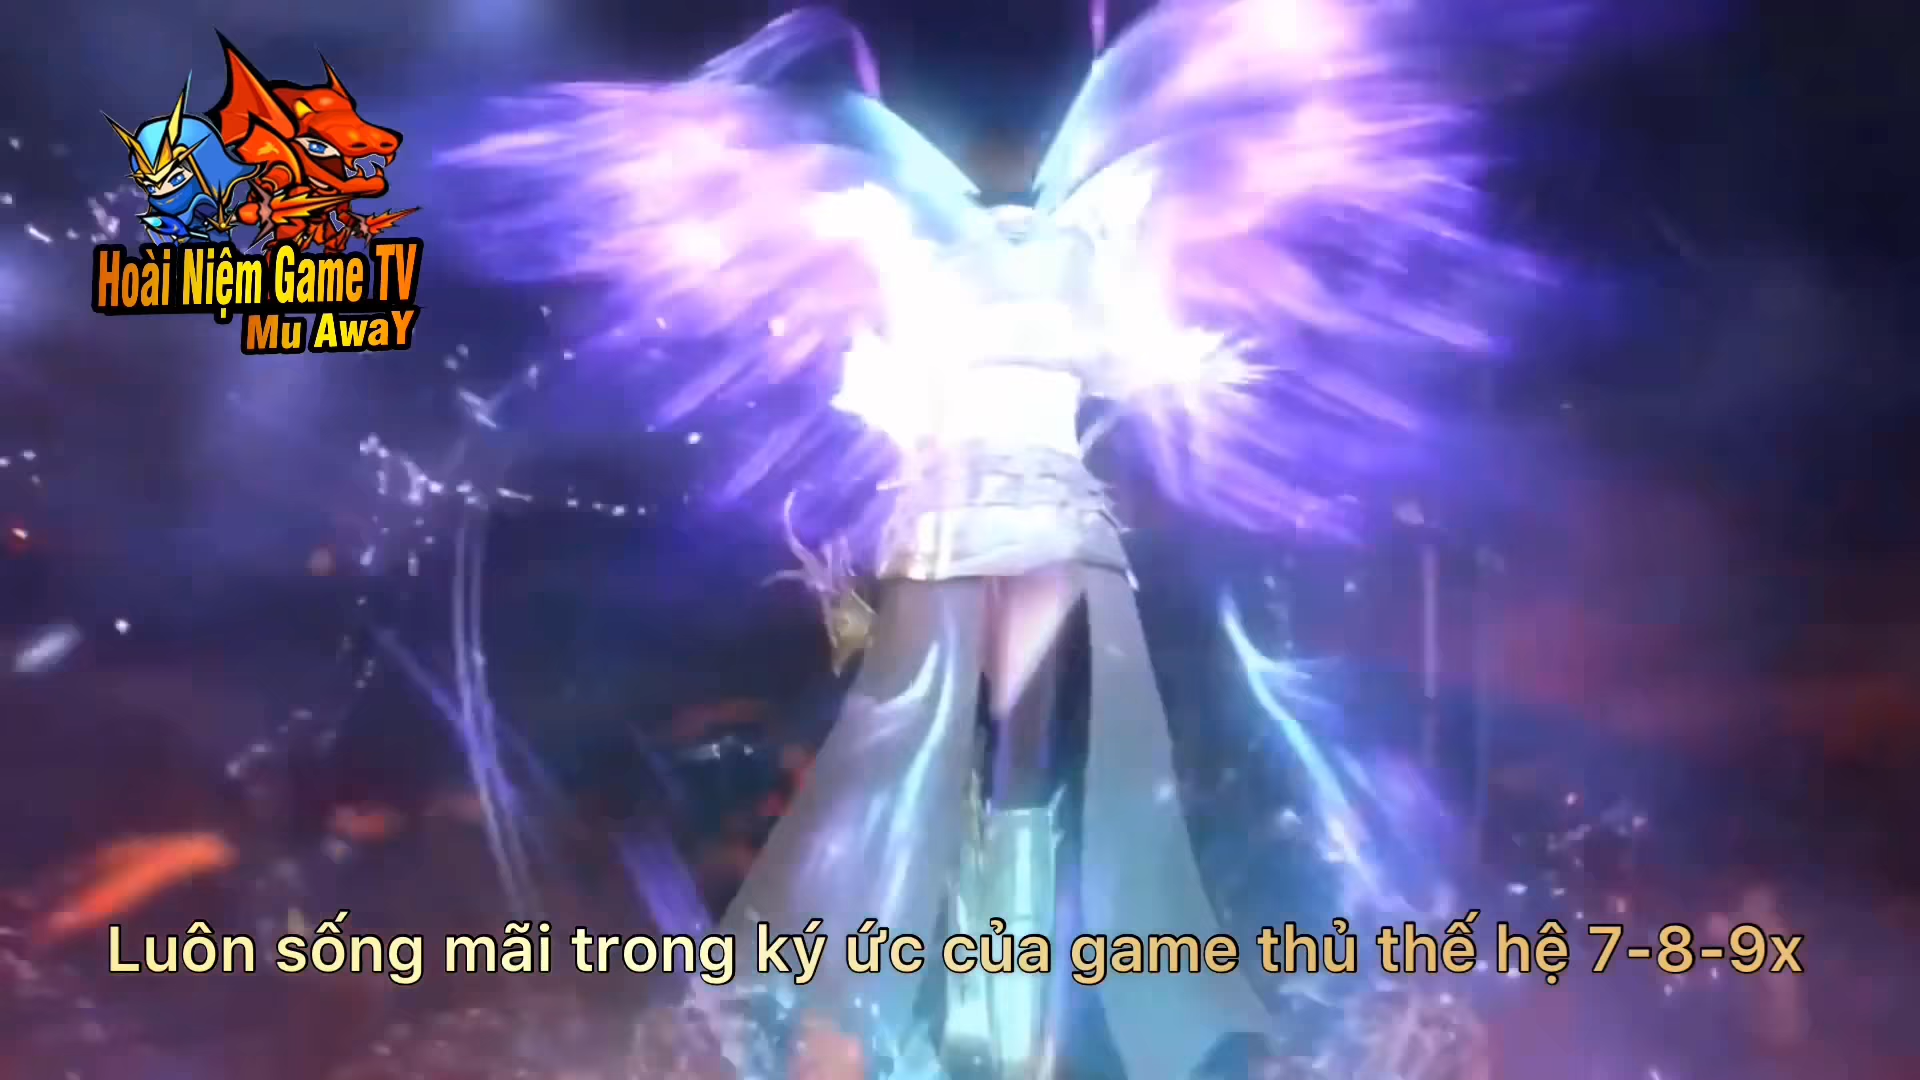 Hoài Niệm Game TV
Mu AwaY
Luôn sống mãi trong ký ức của game thủ thế hệ 7-8-9x